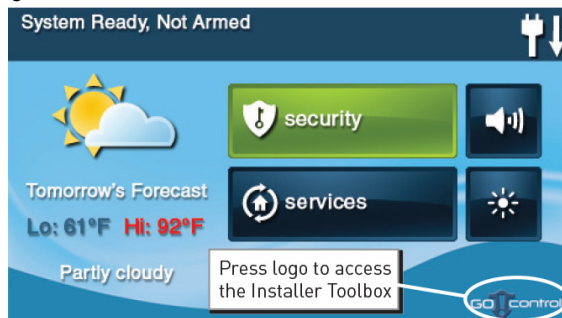 System Ready, Not Armed
security
Tomorrow's Forecast
Lo: 61°F Hi: 92°F
services
Partly cloudy
Press logo to access
the Installer Toolbox
GO!control